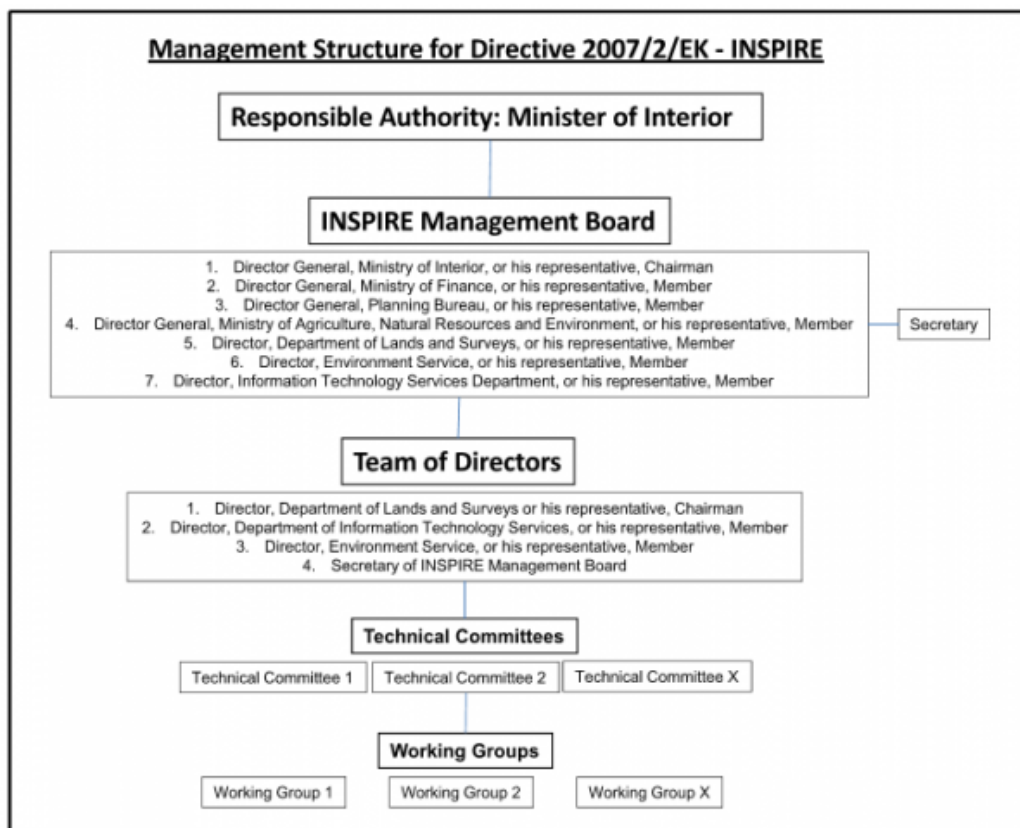 Management Structure for Directive 2007/2/EK - INSPIRE
Responsible Authority: Minister of Interior
INSPIRE Management Board
1. Director General, Ministry of Interior, or his representative, Chairman
2. Director General, Ministry of Finance, or his representative, Member
3. Director General, Planning Bureau, or his representative, Member
4. Director General, Ministry of Agriculture, Natural Resources and Environment, or his representative, Member
5. Director, Department of Lands and Surveys, or his representative, Member
6. Director, Environment Service, or his representative, Member
7. Director, Information Technology Services Department, or his representative, Member
Secretary
Team of Directors
1. Director, Department of Lands and Surveys or his representative, Chairman
2. Director, Department of Information Technology Services, or his representative, Member
3. Director, Environment Service, or his representative, Member
4. Secretary of INSPIRE Management Board
Technical Committees
Technical Committee 1
Technical Committee 2
Technical Committee X
Working Groups
Working Group 1
Working Group 2
Working Group X